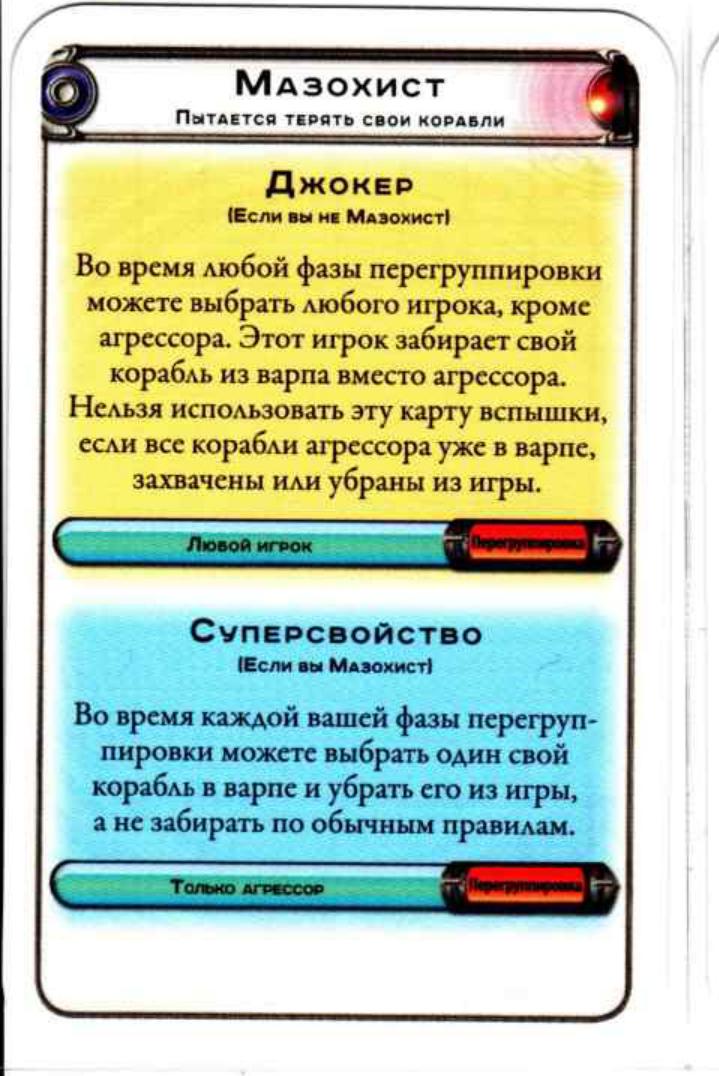 Мазохист
Пытается терять свои корабли
Джокер
(Если вы не Мазохист)
Во время любой фазы перегруппировки
можете выбрать любого игрока, кроме
агрессора. Этот игрок забирает свой
корабль из варпа вместо агрессора.
Нельзя использовать эту карту вспышки,
если все корабли агрессора уже в варпе,
захвачены или убраны из игры.
Любой игрок
Перегруппировка
Суперсвойство
(Если вы Мазохист)
Во время каждой вашей фазы перегруп-
пировки можете выбрать один свой
корабль в варпе и убрать его из игры,
а не забирать по обычным правилам.
Только агрессор
Перегруппировка